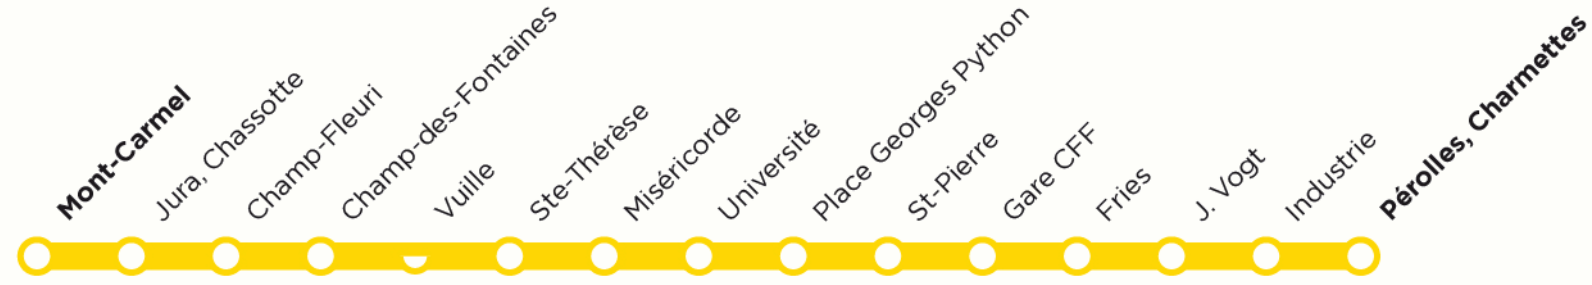 Mont-Carmel
Jura, Chassotte
Champ-Fleuri
Champ-des-Fontaines
Vuille
Ste-Thérèse
Miséricorde
Université
Place Georges Python
St-Pierre
Gare CFF
Fries
J. Vogt
Industrie
Pérolles, Charmettes